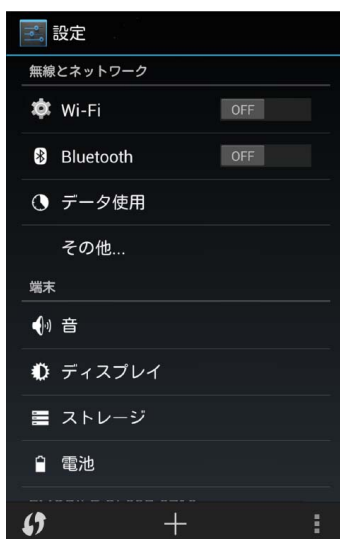 設定
無線とネットワーク
Wi-Fi OFF
Bluetooth OFF
データ使用
その他...
端末
音
ディスプレイ
ストレージ
電池